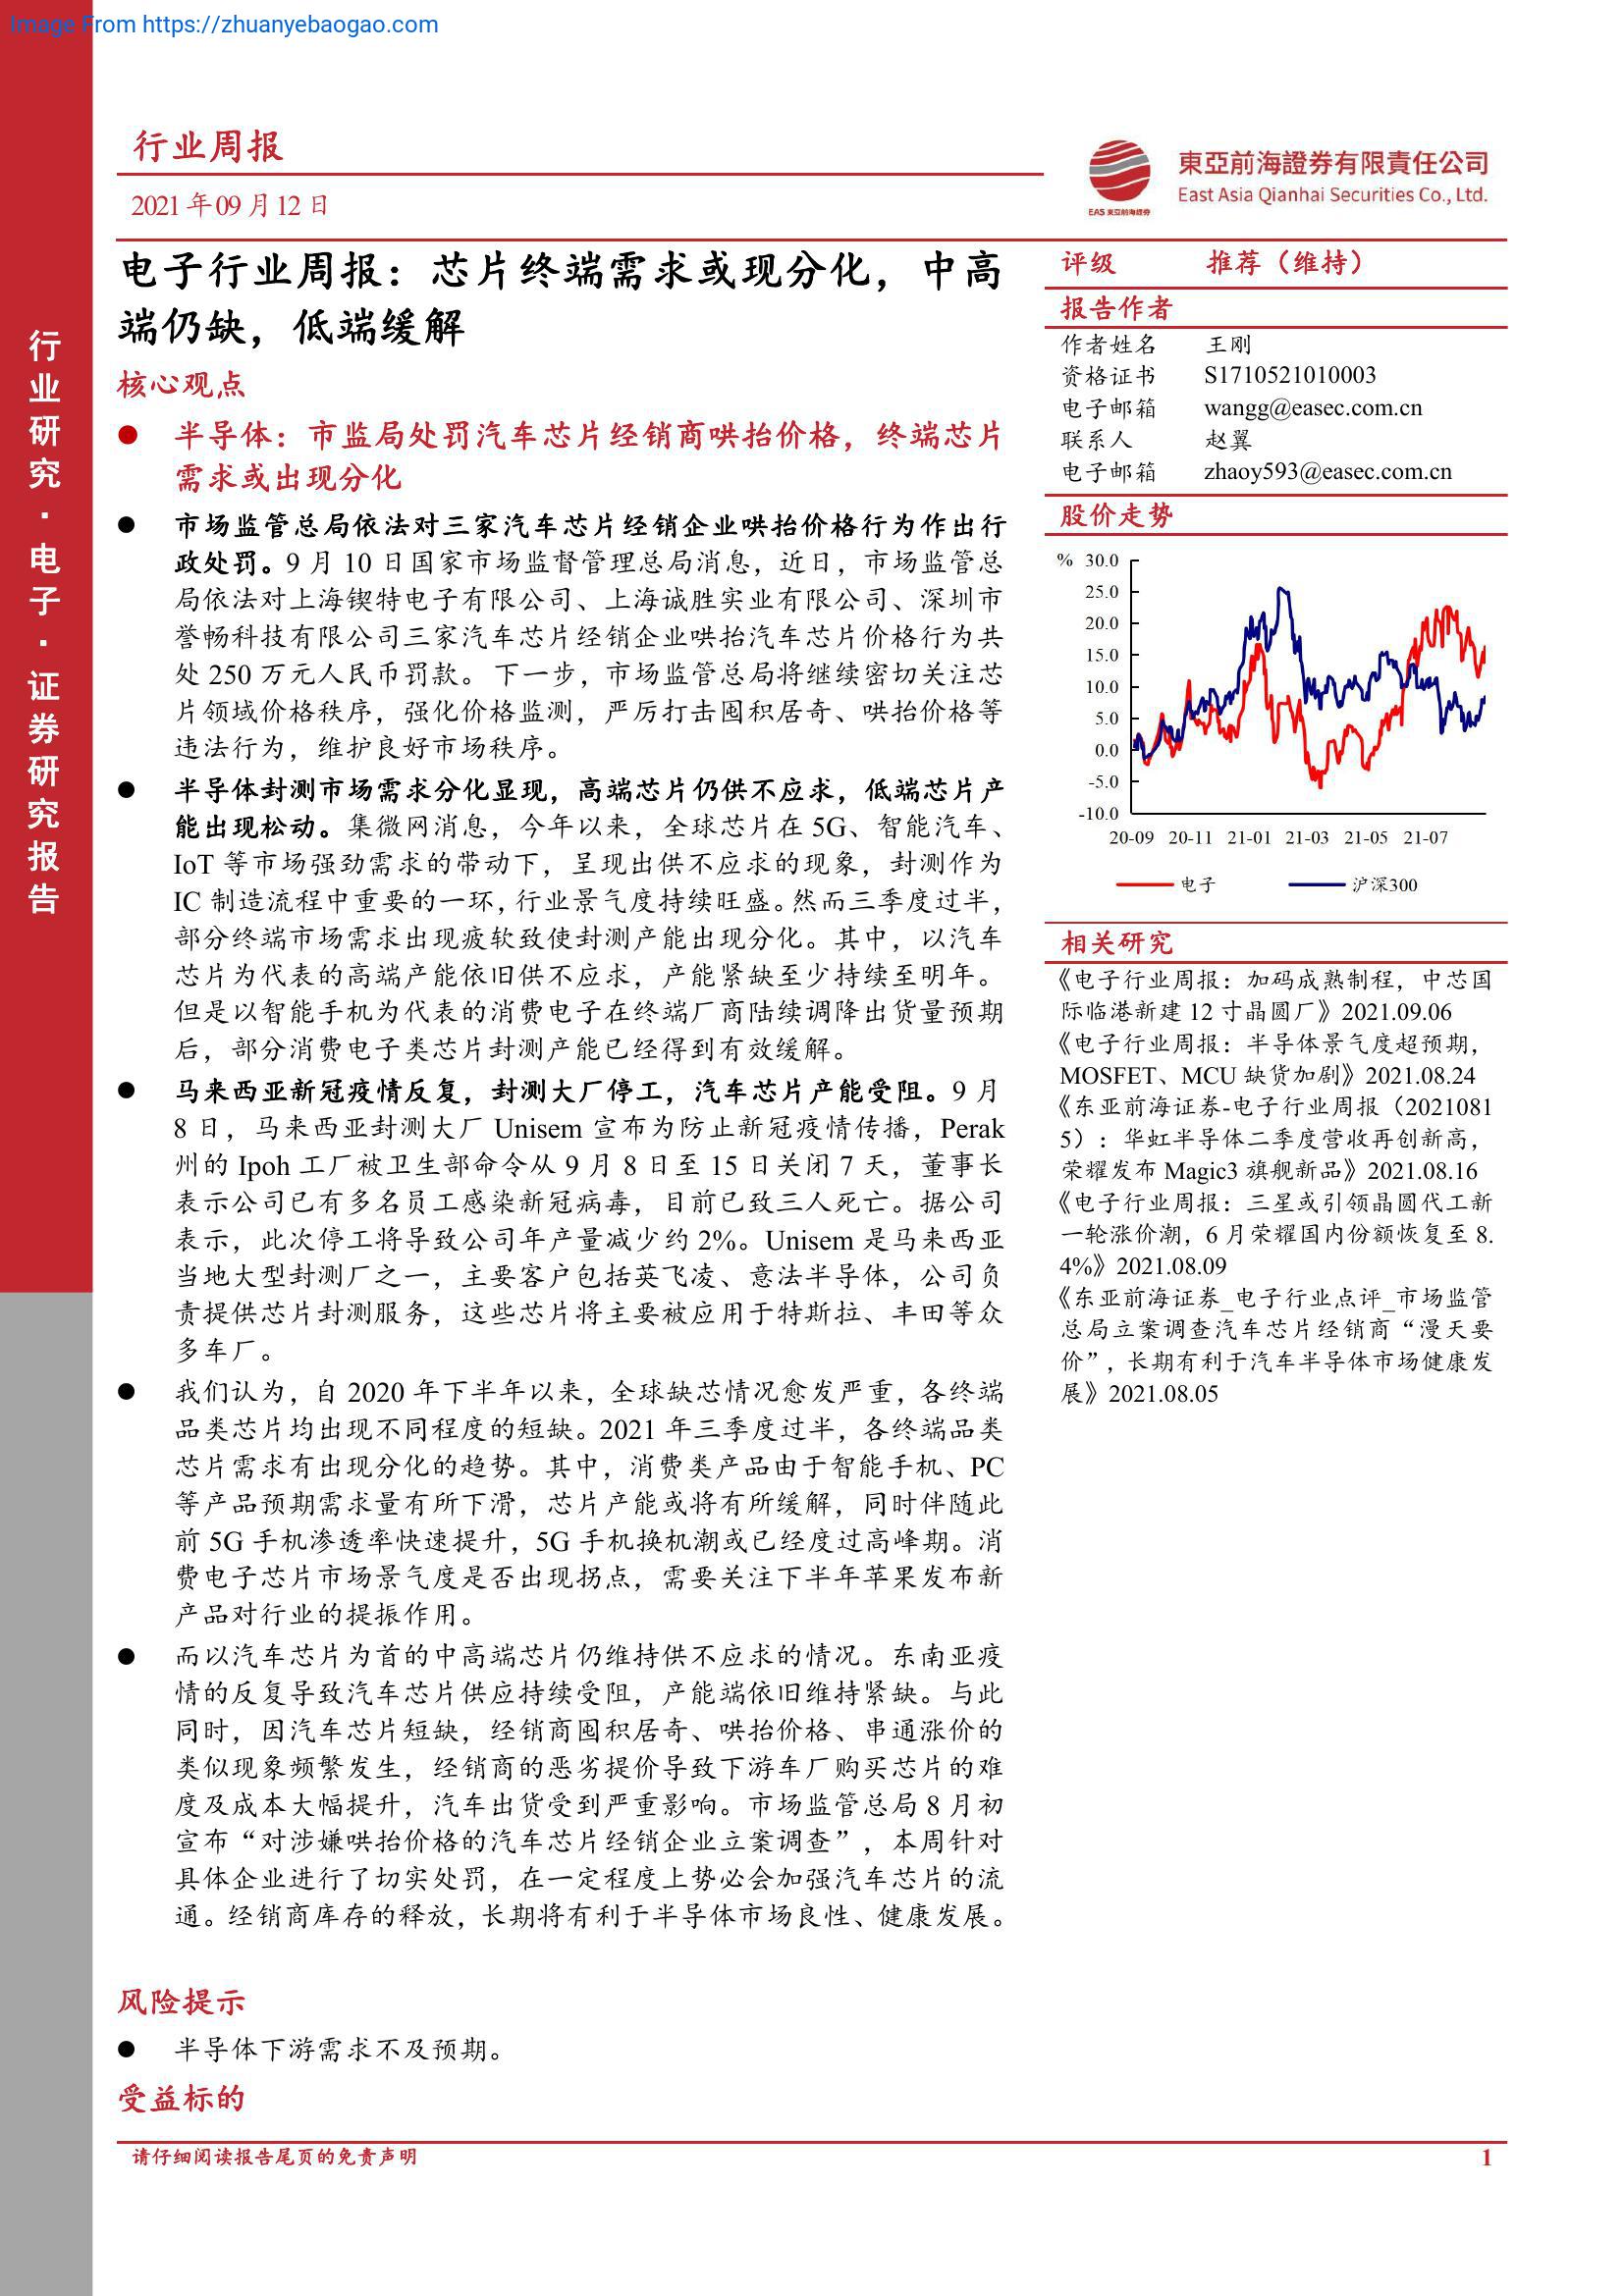 Image From https://zhuanyebaogao.com
行业周报
2021 年 09 月 12 日
EAS 東亞前海證券
東亞前海證券有限責任公司
East Asia Qianhai Securities Co., Ltd.
行业研究·电子·证券研究报告
电子行业周报：芯片终端需求或现分化，中高
端仍缺，低端缓解
核心观点
● 半导体：市监局处罚汽车芯片经销商哄抬价格，终端芯片
需求或出现分化
● 市场监管总局依法对三家汽车芯片经销企业哄抬价格行为作出行
政处罚。9 月 10 日国家市场监督管理总局消息，近日，市场监管总
局依法对上海锲特电子有限公司、上海诚胜实业有限公司、深圳市
誉畅科技有限公司三家汽车芯片经销企业哄抬汽车芯片价格行为共
处 250 万元人民币罚款。 下一步，市场监管总局将继续密切关注芯
片领域价格秩序，强化价格监测，严厉打击囤积居奇、哄抬价格等
违法行为，维护良好市场秩序。
● 半导体封测市场需求分化显现，高端芯片仍供不应求，低端芯片产
能出现松动。集微网消息，今年以来，全球芯片在 5G、智能汽车、
IoT 等市场强劲需求的带动下，呈现出供不应求的现象，封测作为
IC 制造流程中重要的一环，行业景气度持续旺盛。然而三季度过半，
部分终端市场需求出现疲软致使封测产能出现分化。其中，以汽车
芯片为代表的高端产能依旧供不应求，产能紧缺至少持续至明年。
但是以智能手机为代表的消费电子在终端厂商陆续调降出货量预期
后，部分消费电子类芯片封测产能已经得到有效缓解。
● 马来西亚新冠疫情反复，封测大厂停工，汽车芯片产能受阻。9 月
8 日，马来西亚封测大厂 Unisem 宣布为防止新冠疫情传播，Perak
州的 Ipoh 工厂被卫生部命令从 9 月 8 日至 15 日关闭 7 天，董事长
表示公司已有多名员工感染新冠病毒，目前已致三人死亡。据公司
表示，此次停工将导致公司年产量减少约 2%。Unisem 是马来西亚
当地大型封测厂之一，主要客户包括英飞凌、意法半导体，公司负
责提供芯片封测服务，这些芯片将主要被应用于特斯拉、丰田等众
多车厂。
● 我们认为，自 2020 年下半年以来，全球缺芯情况愈发严重，各终端
品类芯片均出现不同程度的短缺。2021 年三季度过半，各终端品类
芯片需求有出现分化的趋势。其中，消费类产品由于智能手机、PC
等产品预期需求量有所下滑，芯片产能或将有所缓解，同时伴随此
前 5G 手机渗透率快速提升，5G 手机换机潮或已经度过高峰期。消
费电子芯片市场景气度是否出现拐点，需要关注下半年苹果发布新
产品对行业的提振作用。
● 而以汽车芯片为首的中高端芯片仍维持供不应求的情况。东南亚疫
情的反复导致汽车芯片供应持续受阻，产能端依旧维持紧缺。与此
同时，因汽车芯片短缺，经销商囤积居奇、哄抬价格、串通涨价的
类似现象频繁发生，经销商的恶劣提价导致下游车厂购买芯片的难
度及成本大幅提升，汽车出货受到严重影响。市场监管总局 8 月初
宣布“对涉嫌哄抬价格的汽车芯片经销企业立案调查”，本周针对
具体企业进行了切实处罚，在一定程度上势必会加强汽车芯片的流
通。经销商库存的释放，长期将有利于半导体市场良性、健康发展。
风险提示
● 半导体下游需求不及预期。
受益标的
评级 推荐（维持）
报告作者
作者姓名 王刚
资格证书 S1710521010003
电子邮箱 wangg@easec.com.cn
联系人 赵翼
电子邮箱 zhaoy593@easec.com.cn
股价走势
% 30.0
25.0
20.0
15.0
10.0
5.0
0.0
-5.0
-10.0
20-09 20-11 21-01 21-03 21-05 21-07
电子 沪深300
相关研究
《电子行业周报：加码成熟制程，中芯国
际临港新建 12 寸晶圆厂》2021.09.06
《电子行业周报：半导体景气度超预期，
MOSFET、MCU 缺货加剧》2021.08.24
《东亚前海证券-电子行业周报（2021081
5）：华虹半导体二季度营收再创新高，
荣耀发布 Magic3 旗舰新品》2021.08.16
《电子行业周报：三星或引领晶圆代工新
一轮涨价潮，6 月荣耀国内份额恢复至 8.
4%》2021.08.09
《东亚前海证券_电子行业点评_市场监管
总局立案调查汽车芯片经销商“漫天要
价”，长期有利于汽车半导体市场健康发
展》2021.08.05
请仔细阅读报告尾页的免责声明
1